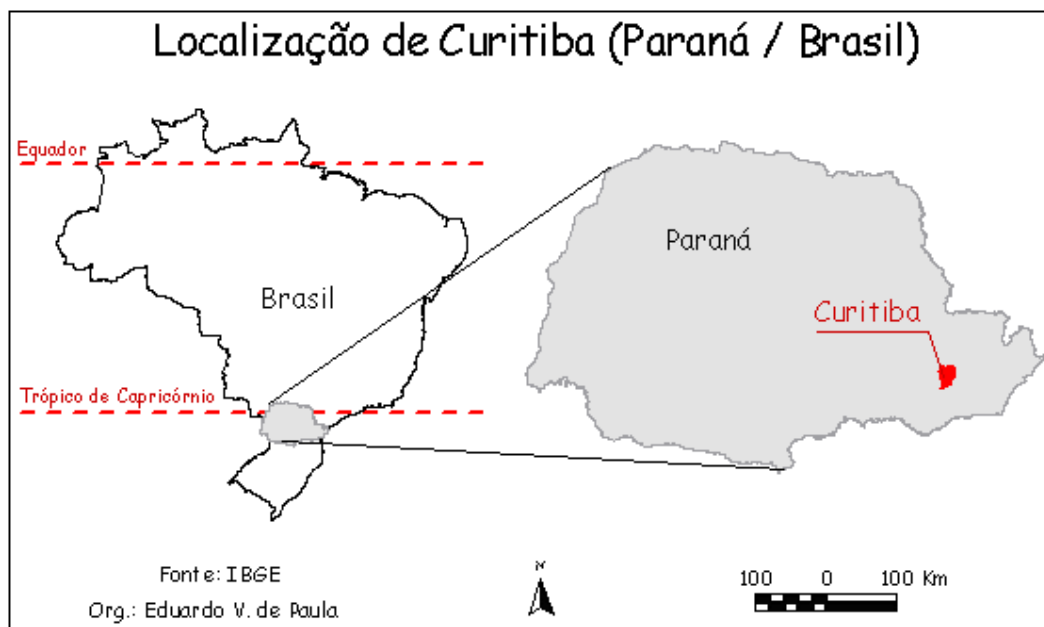 Localização de Curitiba (Paraná / Brasil)
Equador
Paraná
Brasil
Curitiba
Trópico de Capricórnio
Fonte: IBGE
Org.: Eduardo V. de Paula
N
100 0 100 Km